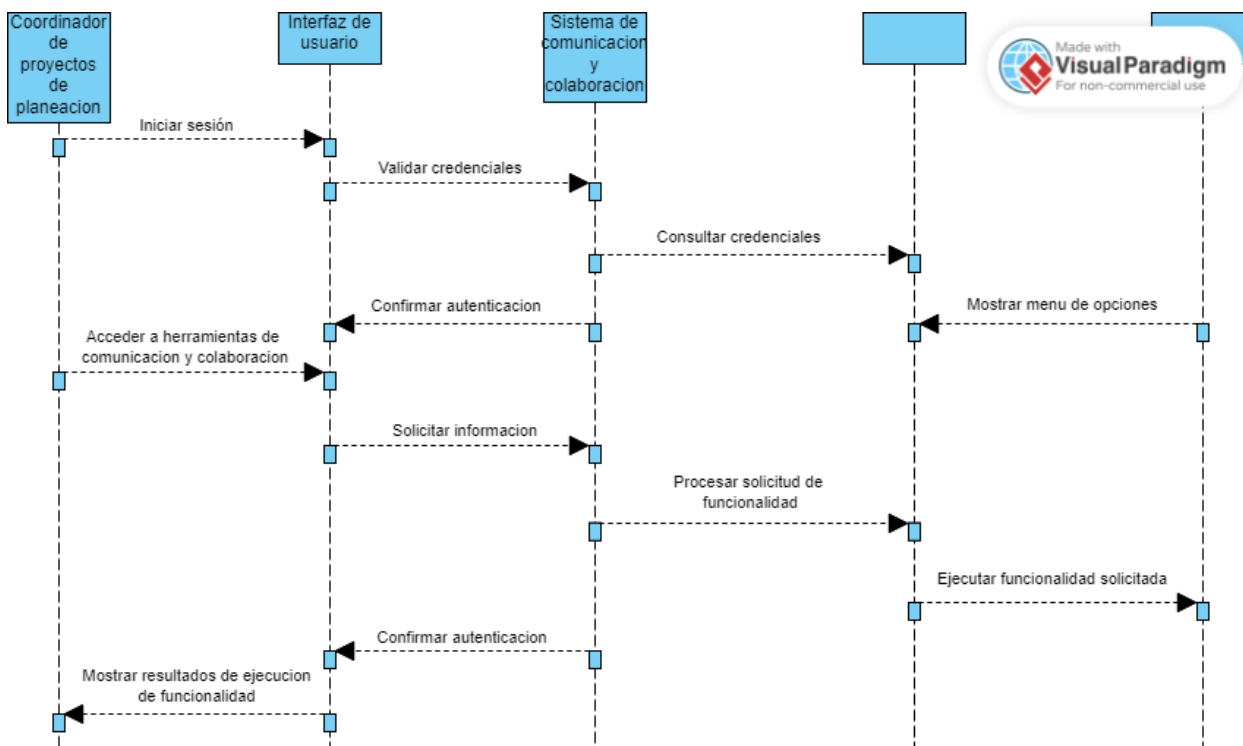 Coordinador
de
proyectos
de
planeacion
Interfaz de
usuario
Sistema de
comunicacion
y
colaboracion
Made with
Visual Paradigm
For non-commercial use
Iniciar sesión
Validar credenciales
Consultar credenciales
Confirmar autenticacion
Mostrar menu de opciones
Acceder a herramientas de
comunicacion y colaboracion
Solicitar informacion
Procesar solicitud de
funcionalidad
Ejecutar funcionalidad solicitada
Confirmar autenticacion
Mostrar resultados de ejecucion
de funcionalidad